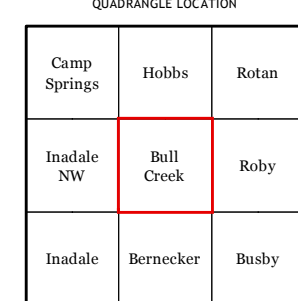 QUADRANGLE LOCATION
Camp
Springs
Hobbs
Rotan
Inadale
NW
Bull
Creek
Roby
Inadale
Bernecker
Busby